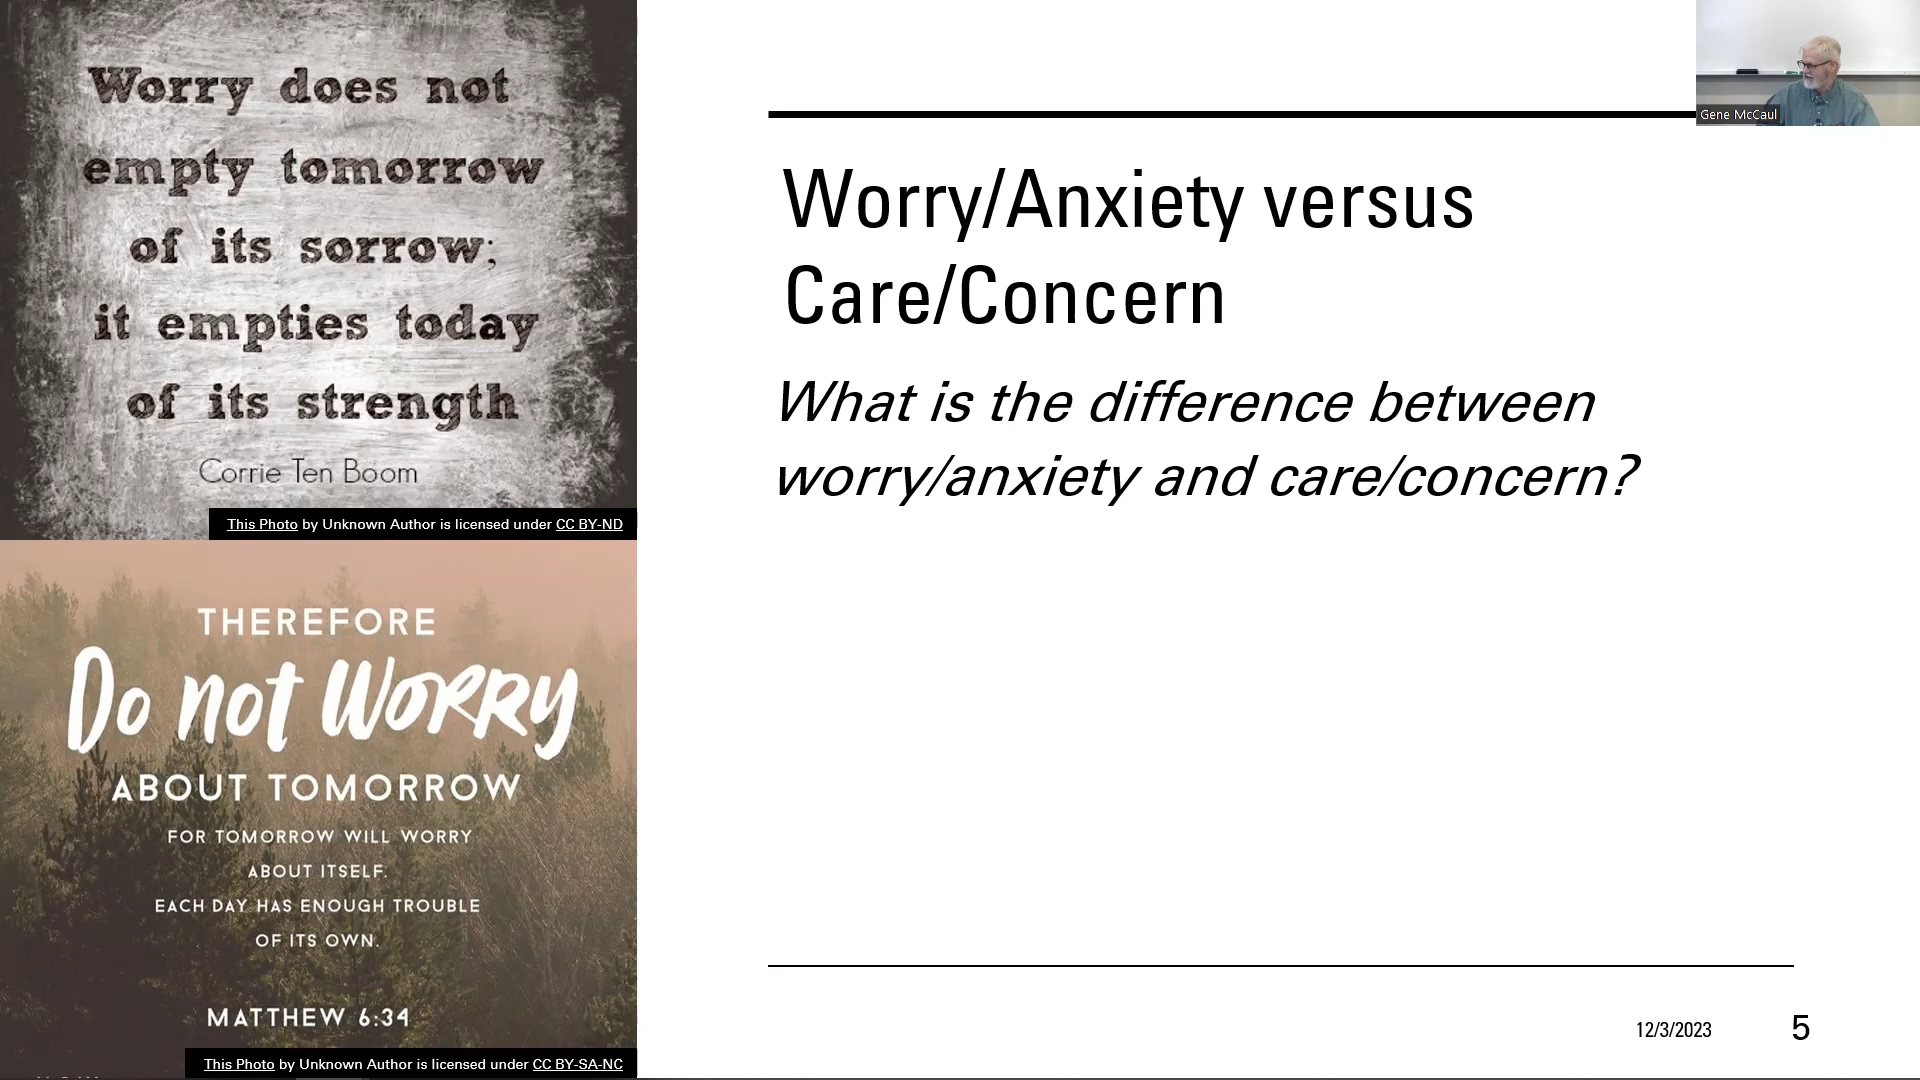 Worry does not
empty tomorrow
of its sorrow;
it empties today
of its strength
Corrie Ten Boom
This Photo by Unknown Author is licensed under CC BY-ND
THEREFORE
Do not WORRY
ABOUT TOMORROW
FOR TOMORROW WILL WORRY
ABOUT ITSELF.
EACH DAY HAS ENOUGH TROUBLE
OF ITS OWN.
MATTHEW 6:34
This Photo by Unknown Author is licensed under CC BY-SA-NC
Gene McCaul
Worry/Anxiety versus
Care/Concern
What is the difference between
worry/anxiety and care/concern?
12/3/2023
5